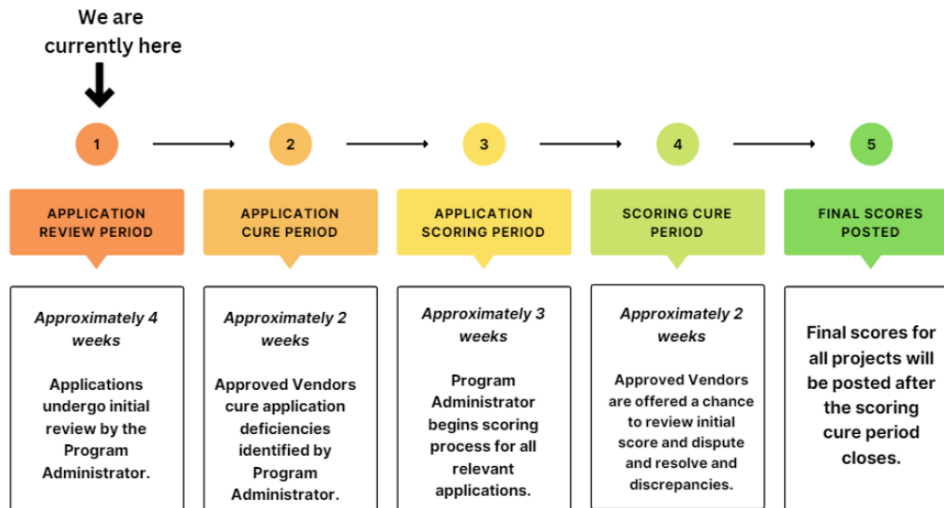 We are
currently here
1
2
3
4
5
APPLICATION
REVIEW PERIOD
APPLICATION
CURE PERIOD
APPLICATION
SCORING PERIOD
SCORING CURE
PERIOD
FINAL SCORES
POSTED
Approximately 4
weeks
Applications
undergo initial
review by the
Program
Administrator.
Approximately 2
weeks
Approved Vendors
cure application
deficiencies
identified by
Program
Administrator.
Approximately 3
weeks
Program
Administrator
begins scoring
process for all
relevant
applications.
Approximately 2
weeks
Approved Vendors
are offered a chance
to review initial
score and dispute
and resolve and
discrepancies.
Final scores for
all projects will
be posted after
the scoring
cure period
closes.